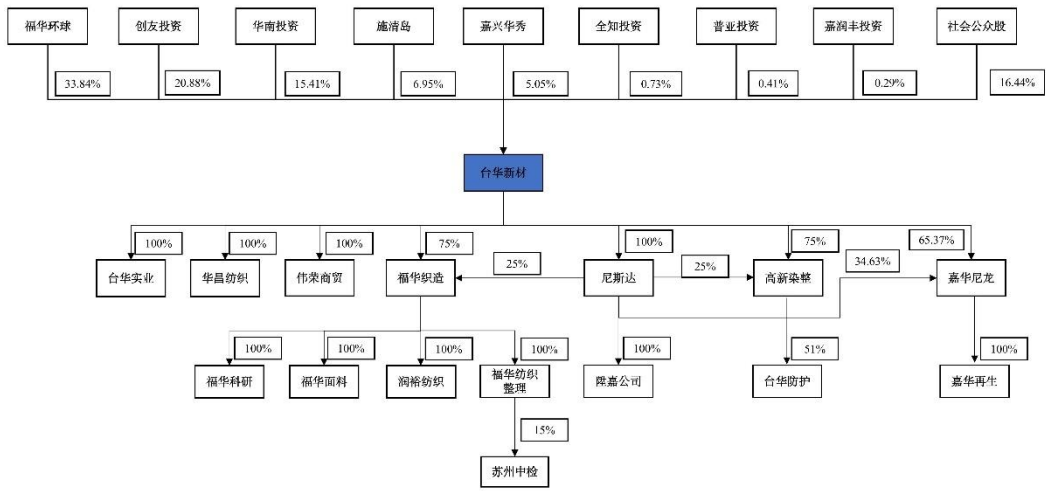 福华环球
创友投资
华南投资
施清岛
嘉兴华秀
全知投资
普亚投资
嘉润丰投资
社会公众股
33.84%
20.88%
15.41%
6.95%
5.05%
0.73%
0.41%
0.29%
16.44%
台华新材
100%
100%
100%
75%
100%
75%
65.37%
台华实业
华昌纺织
伟荣商贸
福华织造
25%
尼斯达
25%
高新染整
34.63%
嘉华尼龙
100%
100%
100%
100%
100%
51%
100%
福华科研
福华面料
润裕纺织
福华纺织
整理
陞嘉公司
台华防护
嘉华再生
15%
苏州中检